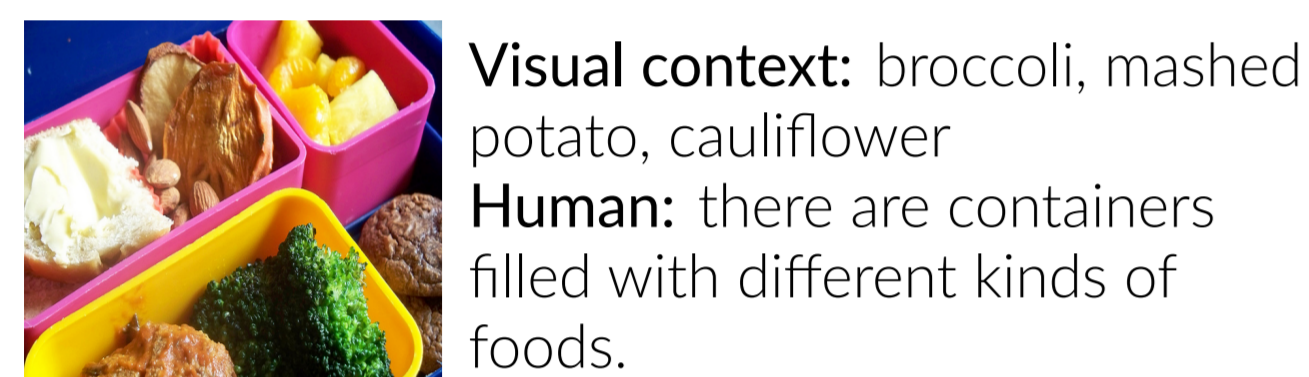 Visual context: broccoli, mashed
potato, cauliflower
Human: there are containers
filled with different kinds of
foods.